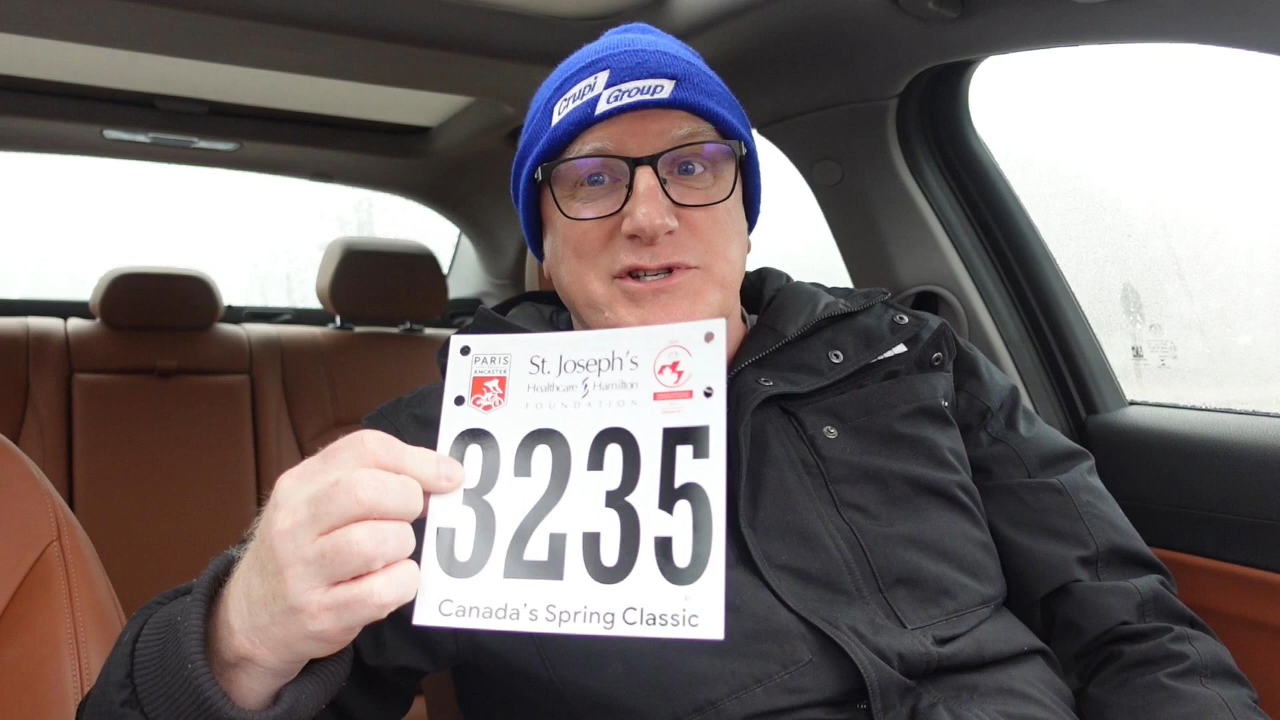 Crupi
Group
PARIS
ANCASTER
St. Joseph's
Healthcare Hamilton
FOUNDATION
3235
Canada's Spring Classic